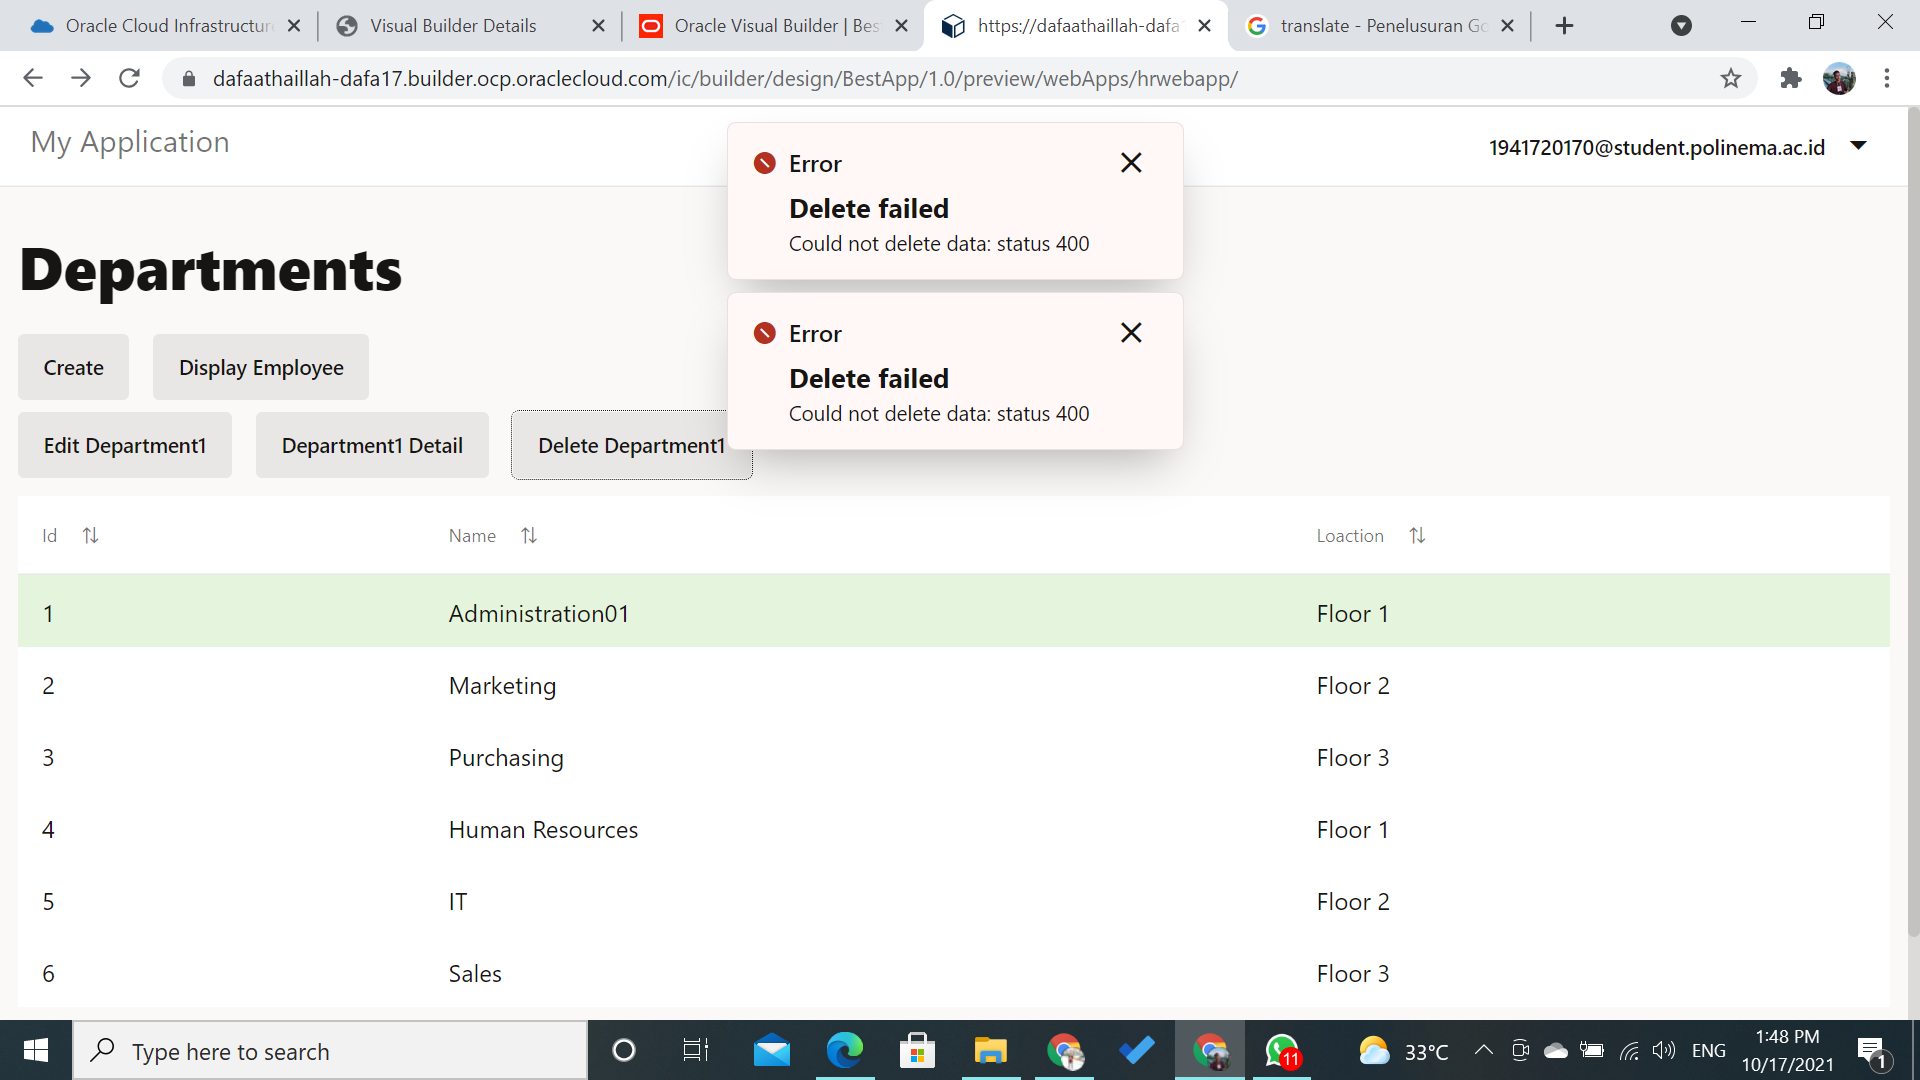 Oracle Cloud Infrastructure
Visual Builder Details
Oracle Visual Builder | Bes
https://dafaathaillah-dafa1
translate - Penelusuran Go
dafaathaillah-dafa17.builder.ocp.oraclecloud.com/ic/builder/design/BestApp/1.0/preview/webApps/hrwebapp/
My Application
1941720170@student.polinema.ac.id
Error
Delete failed
Could not delete data: status 400
Error
Delete failed
Could not delete data: status 400
Departments
Create
Display Employee
Edit Department1
Department1 Detail
Delete Department1
Id
Name
Loaction
1 Administration01 Floor 1
2 Marketing Floor 2
3 Purchasing Floor 3
4 Human Resources Floor 1
5 IT Floor 2
6 Sales Floor 3
Type here to search
11
33°C
ENG
1:48 PM
10/17/2021
1